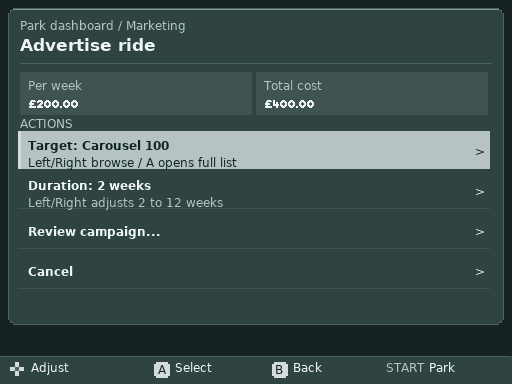 Park dashboard / Marketing
Advertise ride
Per week
£200.00
Total cost
£400.00
ACTIONS
Target: Carousel 100
Left/Right browse / A opens full list
>
Duration: 2 weeks
Left/Right adjusts 2 to 12 weeks
>
Review campaign...
>
Cancel
>
Adjust
A Select
B Back
START Park